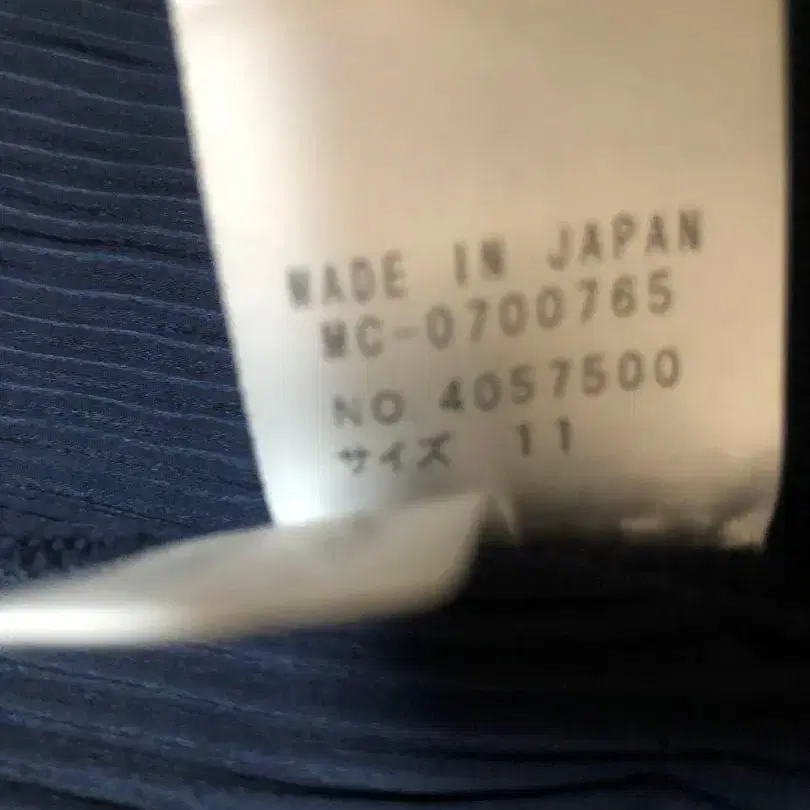 MADE IN JAPAN
MC-0700765
NO. 4057500
サイズ 11